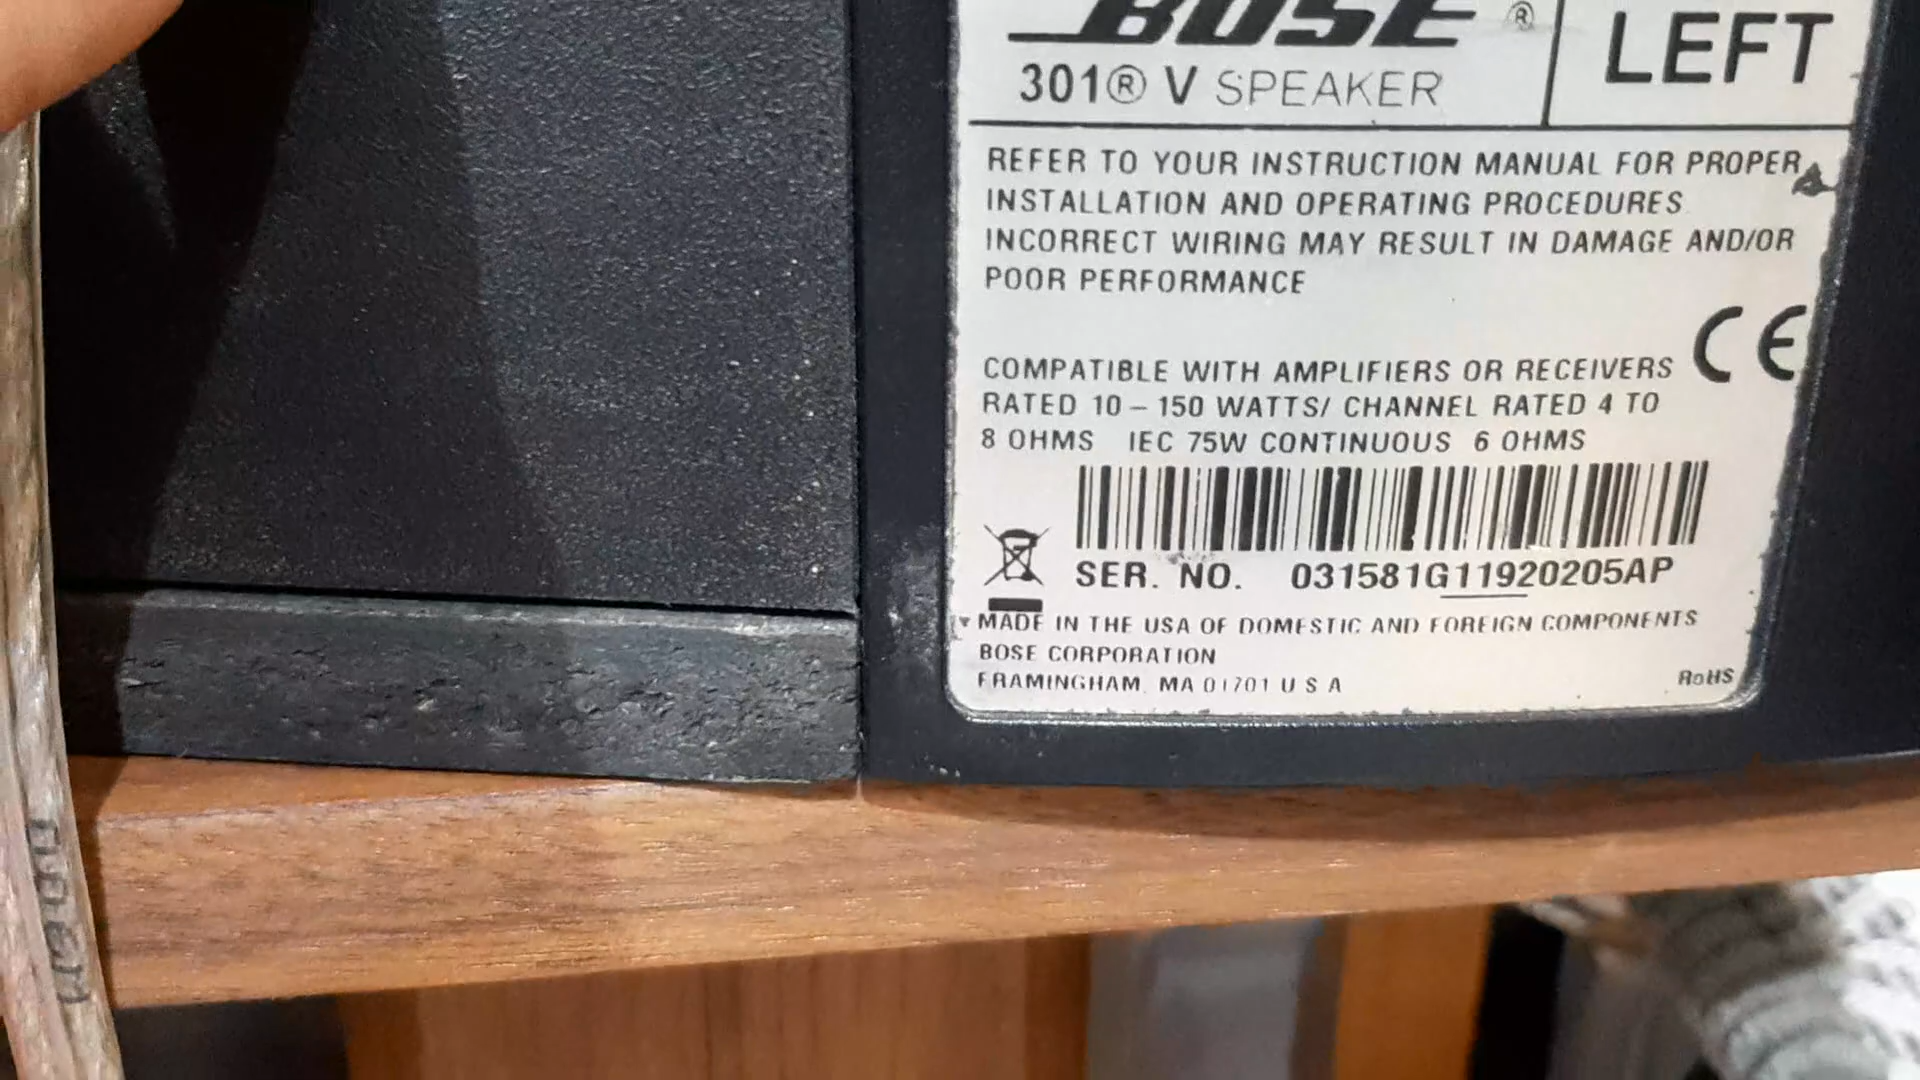 BOSE®
LEFT
301® V SPEAKER
REFER TO YOUR INSTRUCTION MANUAL FOR PROPER
INSTALLATION AND OPERATING PROCEDURES
INCORRECT WIRING MAY RESULT IN DAMAGE AND/OR
POOR PERFORMANCE
CE
COMPATIBLE WITH AMPLIFIERS OR RECEIVERS
RATED 10 – 150 WATTS/ CHANNEL RATED 4 TO
8 OHMS IEC 75W CONTINUOUS 6 OHMS
SER. NO. 031581G11920205AP
MADE IN THE USA OF DOMESTIC AND FOREIGN COMPONENTS
BOSE CORPORATION
FRAMINGHAM MA 01701 U S A
RoHS